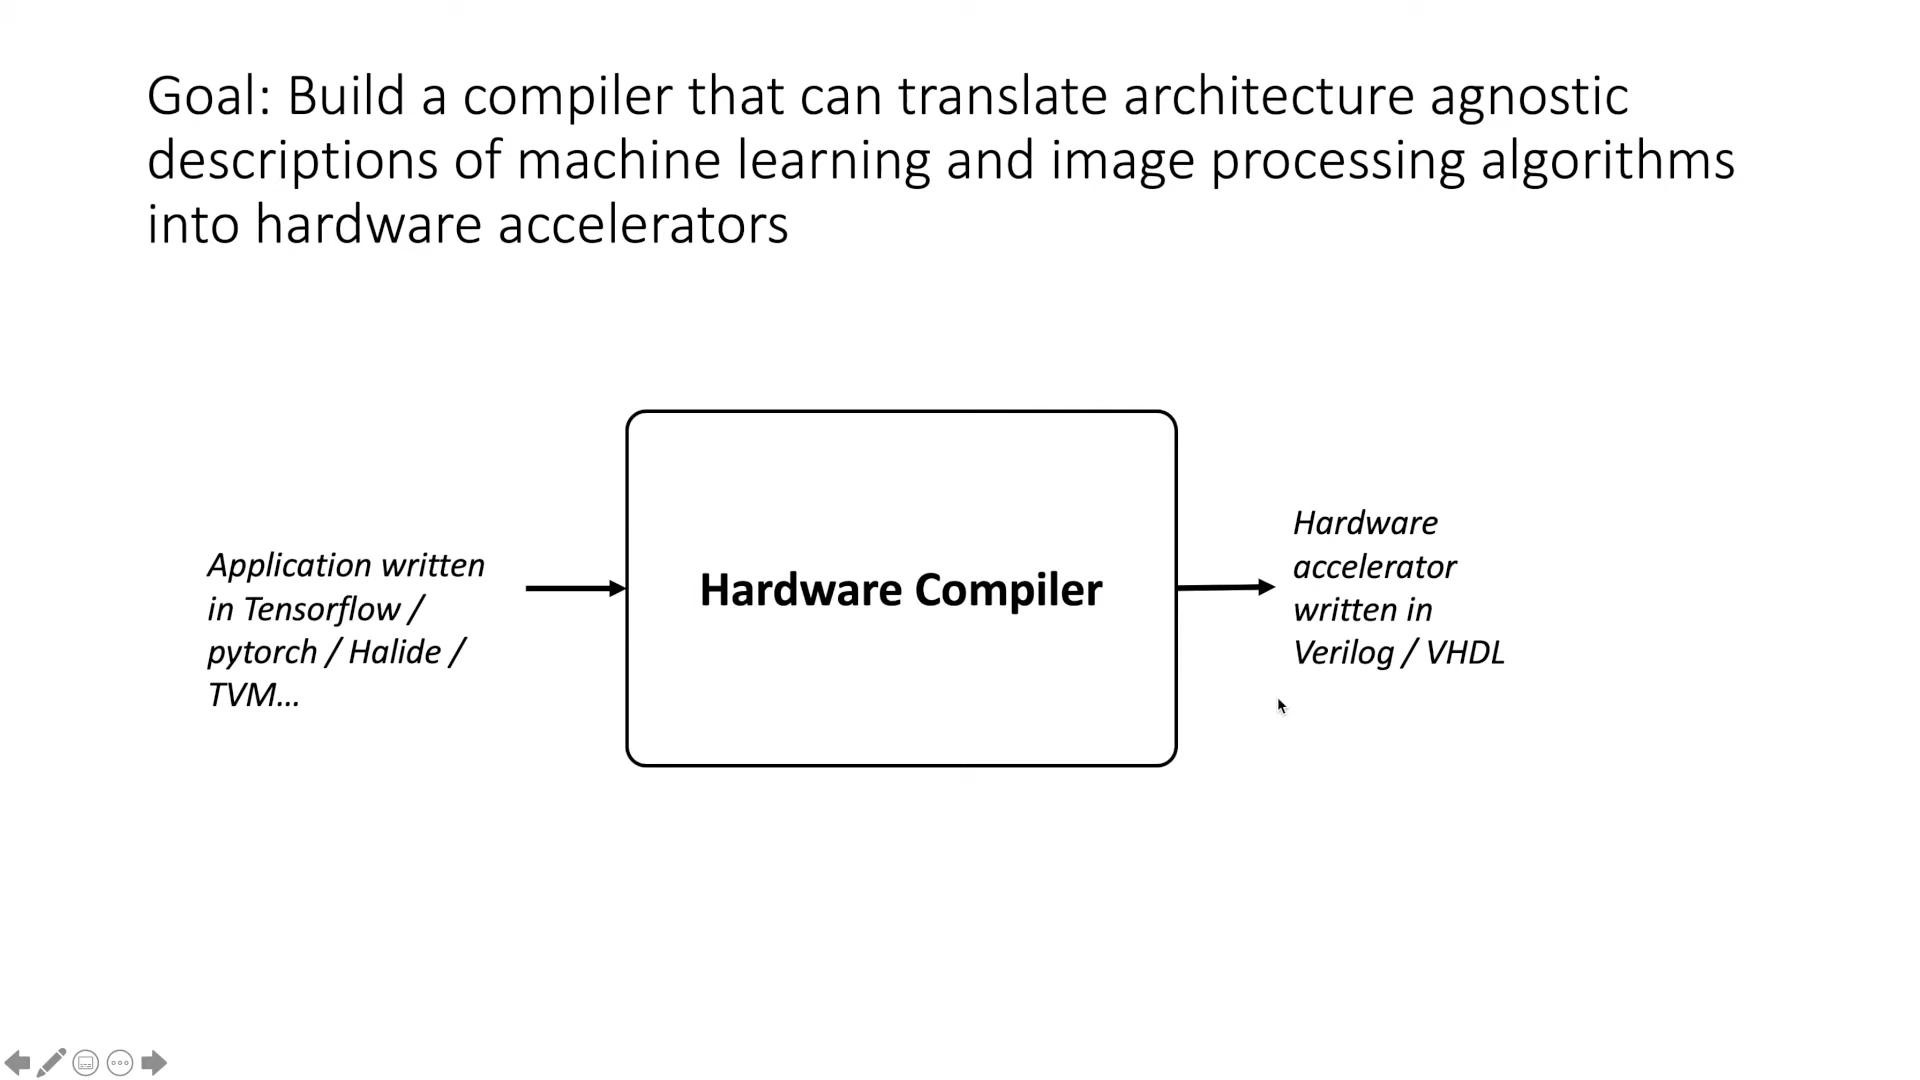 Goal: Build a compiler that can translate architecture agnostic
descriptions of machine learning and image processing algorithms
into hardware accelerators
Application written
in Tensorflow /
pytorch / Halide /
TVM...
Hardware Compiler
Hardware
accelerator
written in
Verilog / VHDL